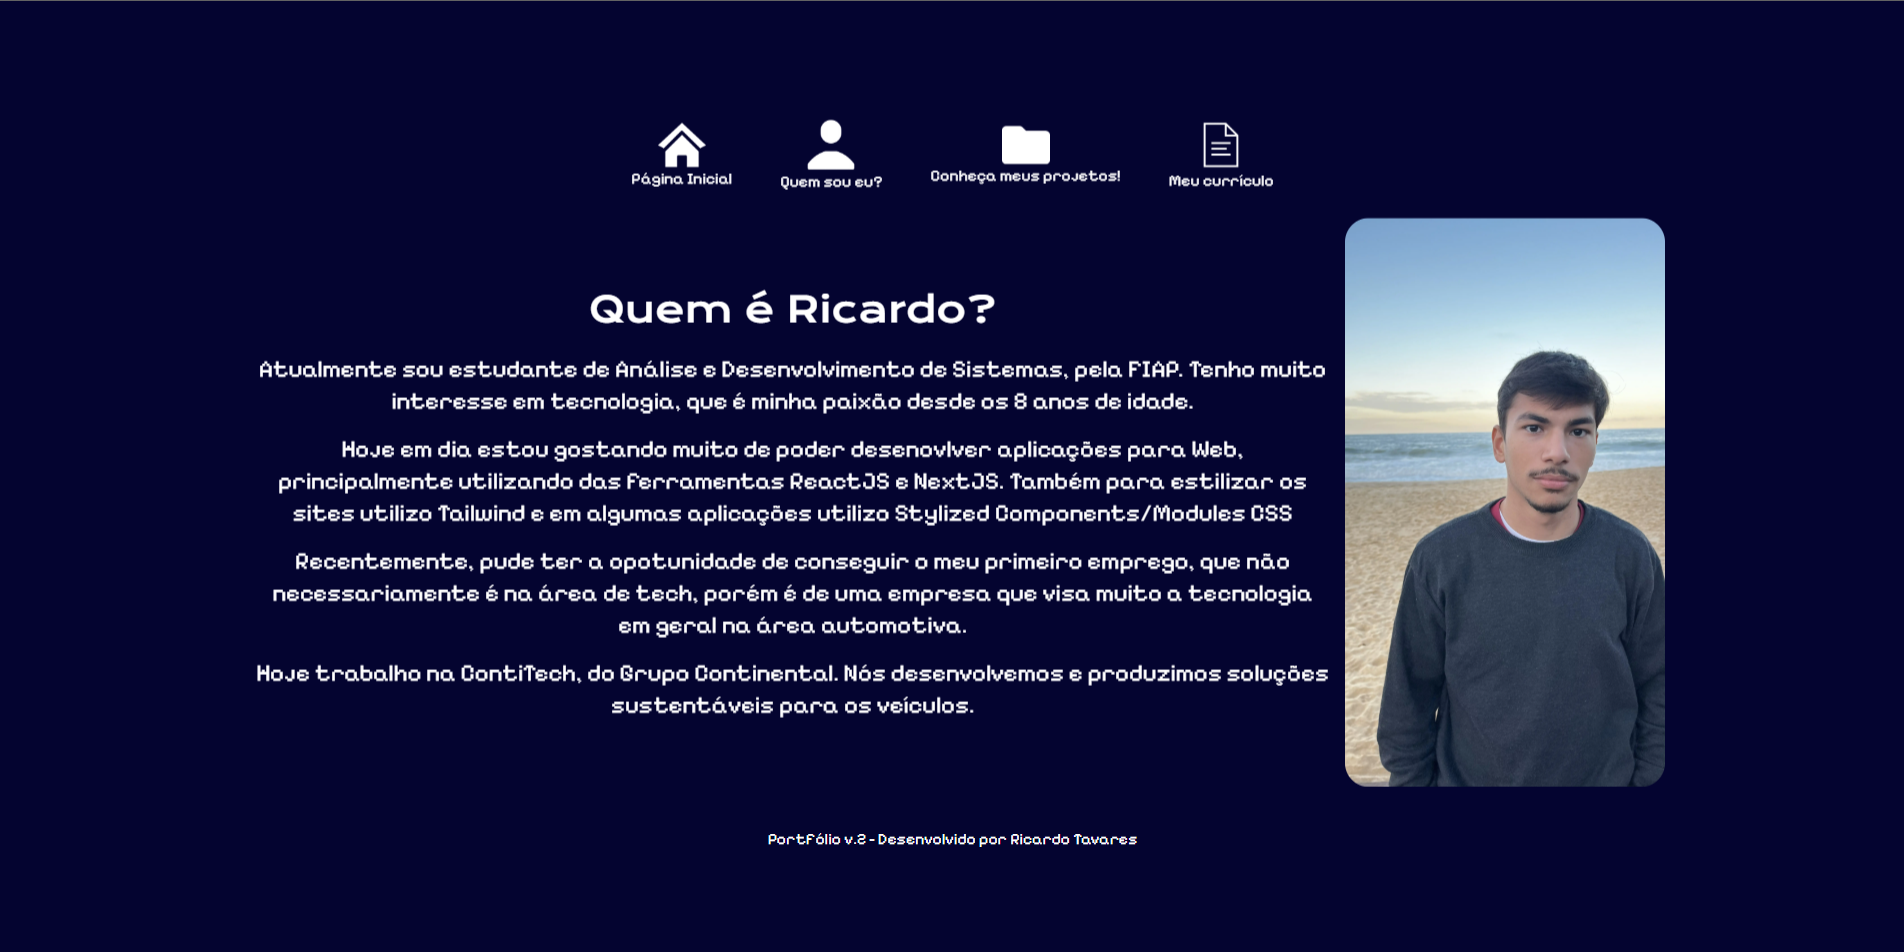 Página Inicial
Quem sou eu?
Conheça meus projetos!
Meu currículo
Quem é Ricardo?
Atualmente sou estudante de Análise e Desenvolvimento de Sistemas, pela FIAP. Tenho muito
interesse em tecnologia, que é minha paixão desde os 8 anos de idade.
Hoje em dia estou gostando muito de poder desenovlver aplicações para Web,
principalmente utilizando das ferramentas ReactJS e NextJS. Também para estilizar os
sites utilizo Tailwind e em algumas aplicações utilizo Stylized Components/Modules CSS
Recentemente, pude ter a opotunidade de conseguir o meu primeiro emprego, que não
necessariamente é na área de tech, porém é de uma empresa que visa muito a tecnologia
em geral na área automotiva.
Hoje trabalho na ContiTech, do Grupo Continental. Nós desenvolvemos e produzimos soluções
sustentáveis para os veículos.
Portfólio v.2 - Desenvolvido por Ricardo Tavares